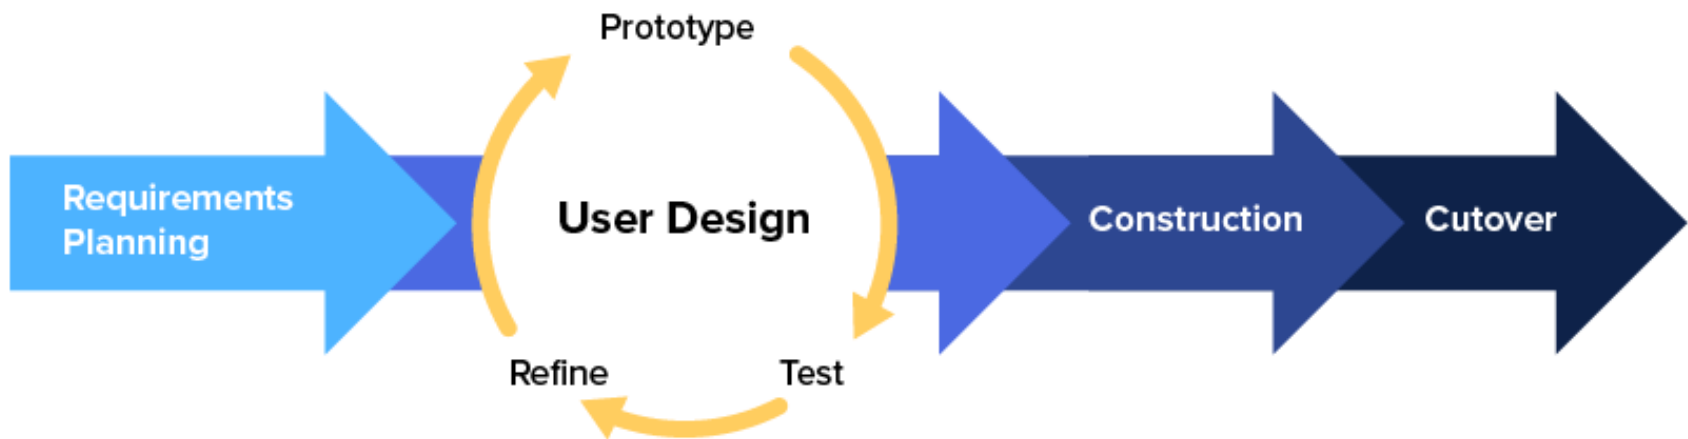 Prototype
Requirements
Planning
User Design
Construction
Cutover
Refine
Test